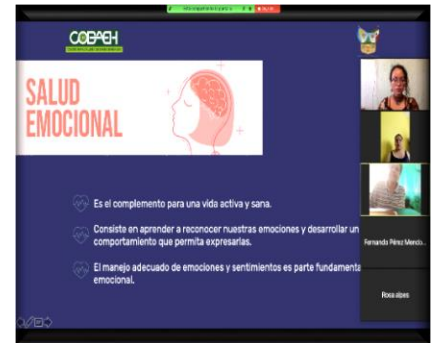 COBAEH
SALUD
EMOCIONAL
Es el complemento para una vida activa y sana.
Consiste en aprender a reconocer nuestras emociones y desarrollar un
comportamiento que permita expresarlas.
El manejo adecuado de emociones y sentimientos es parte fundamenta
emocional.
Fernando Pérez Mendo...
Rosa